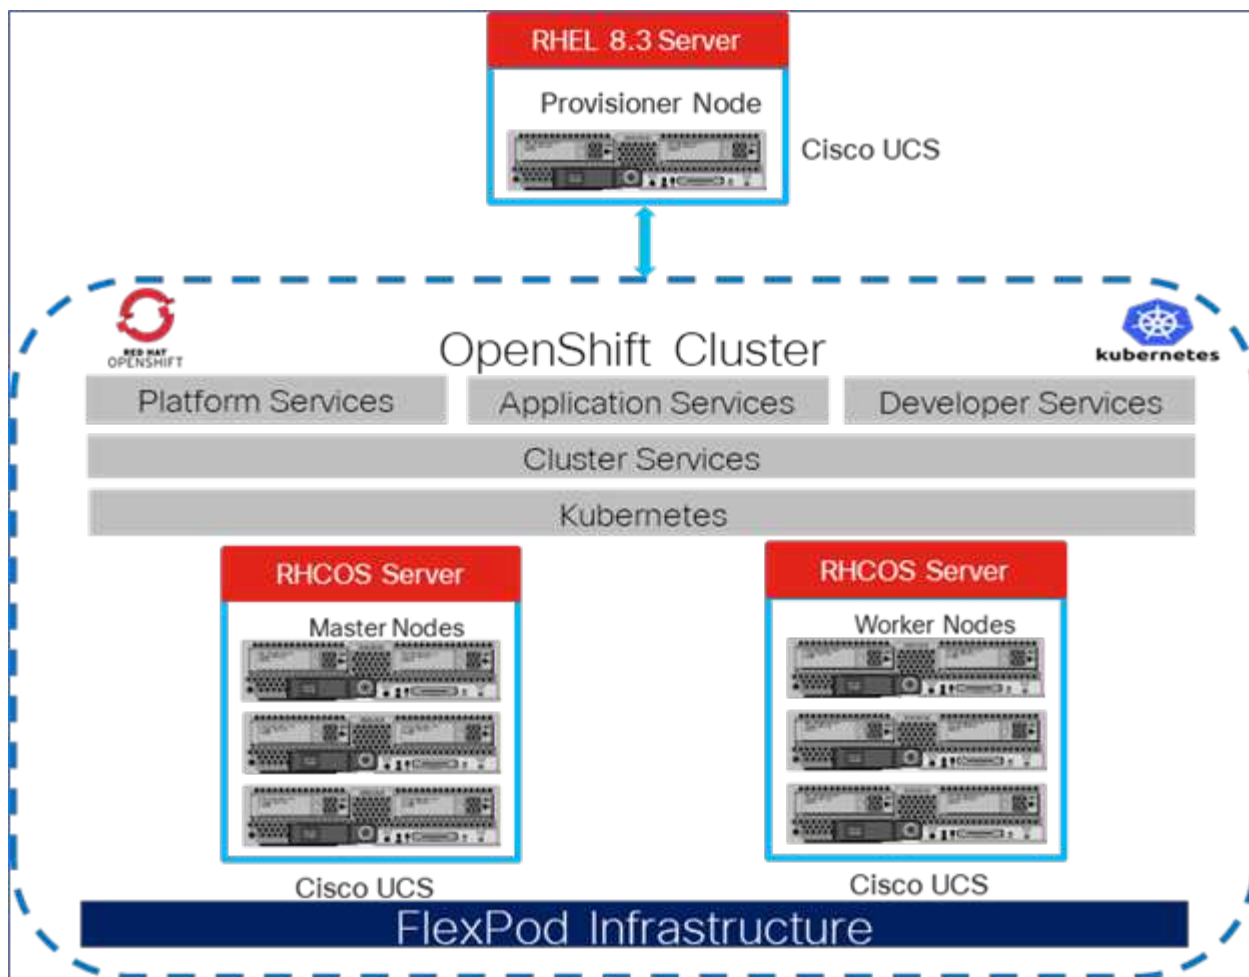 RHEL 8.3 Server
Provisioner Node
Cisco UCS
RED HAT
OPENSHIFT
OpenShift Cluster
kubernetes
Platform Services
Application Services
Developer Services
Cluster Services
Kubernetes
RHCOS Server
Master Nodes
Cisco UCS
RHCOS Server
Worker Nodes
Cisco UCS
FlexPod Infrastructure